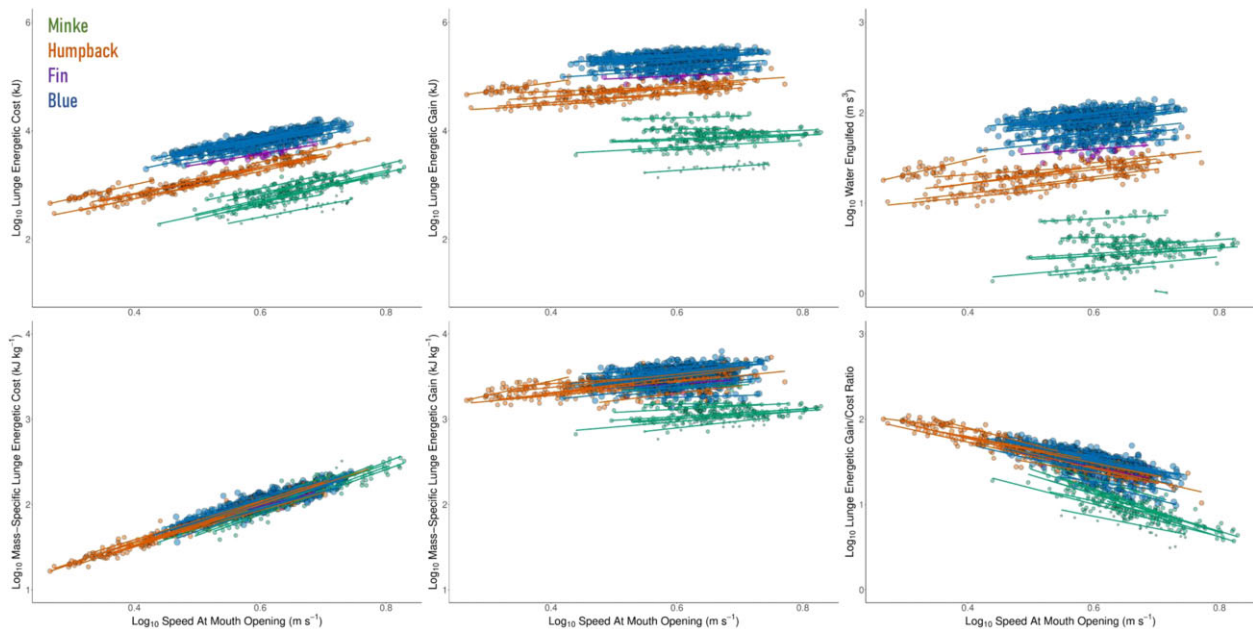 Minke
Humpback
Fin
Blue
Log10 Lunge Energetic Cost (kJ)
6
4
2
Log10 Lunge Energetic Gain (kJ)
6
4
2
Log10 Water Engulfed (m s³)
3
2
1
0
0.4 0.6 0.8
0.4 0.6 0.8
0.4 0.6 0.8
Log10 Mass−Specific Lunge Energetic Cost (kJ kg⁻¹)
4
3
2
1
Log10 Mass−Specific Lunge Energetic Gain (kJ kg⁻¹)
4
3
2
1
Log10 Lunge Energetic Gain/Cost Ratio
3
2
1
0
0.4 0.6 0.8
0.4 0.6 0.8
0.4 0.6 0.8
Log10 Speed At Mouth Opening (m s⁻¹)
Log10 Speed At Mouth Opening (m s⁻¹)
Log10 Speed At Mouth Opening (m s⁻¹)